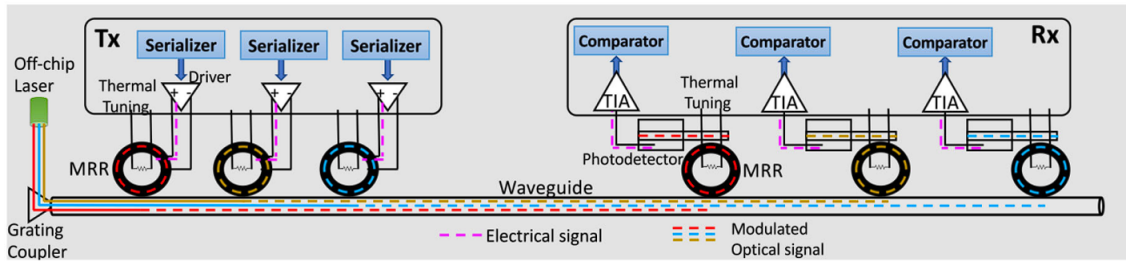 Tx
Serializer
Serializer
Serializer
Comparator
Comparator
Comparator
Rx
Off-chip
Laser
Thermal
Tuning
Driver
+ -
+ -
+ -
TIA
TIA
TIA
Thermal
Tuning
MRR
Photodetector
MRR
Waveguide
Grating
Coupler
Electrical signal
Modulated
Optical signal